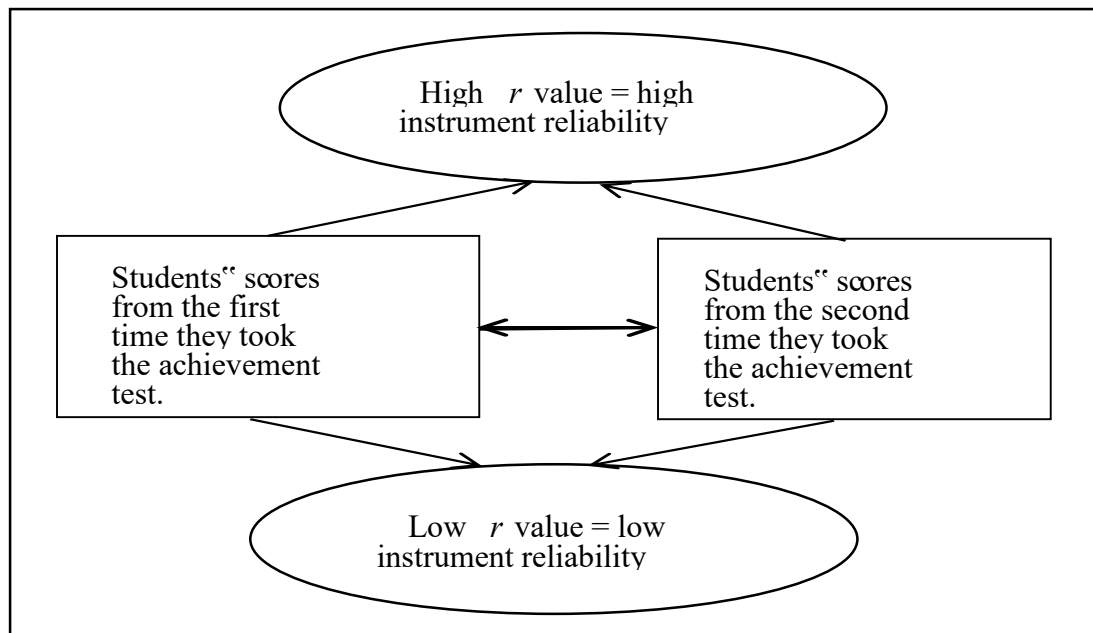 High r value = high
instrument reliability
Students‟ scores
from the first
time they took
the achievement
test.
Students‟ scores
from the second
time they took
the achievement
test.
Low r value = low
instrument reliability